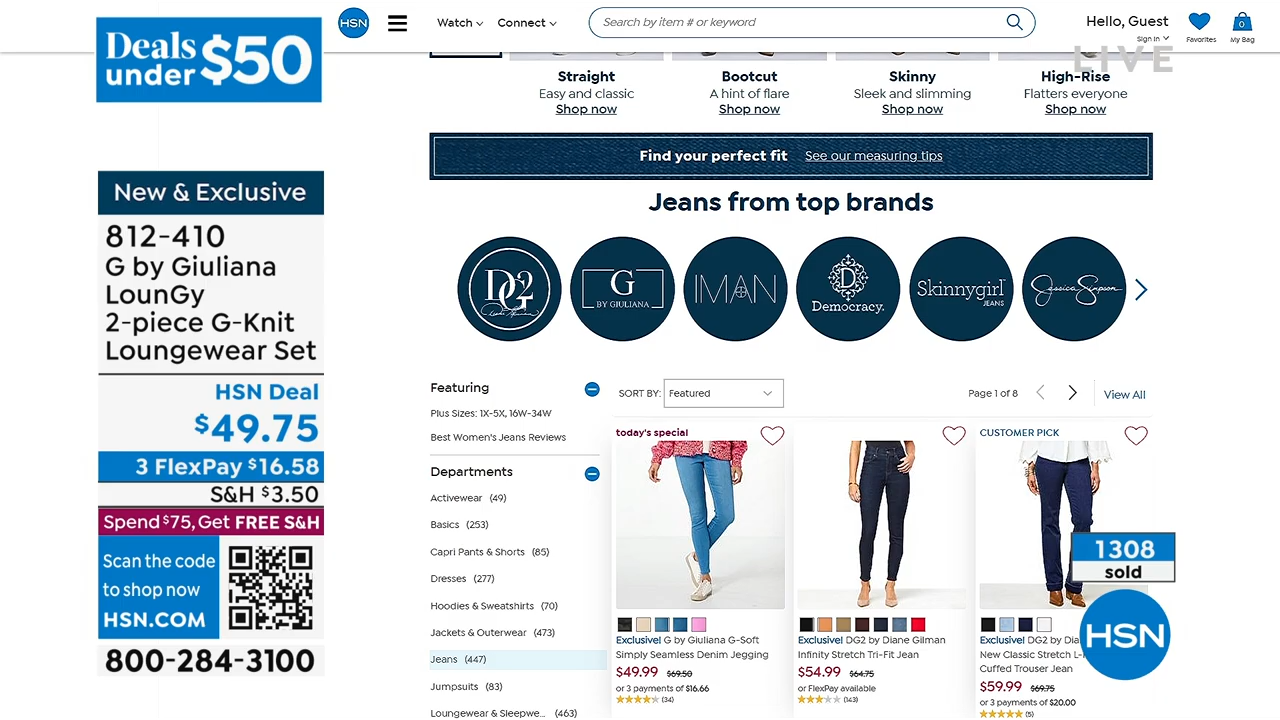 Deals
under $50
New & Exclusive
812-410
G by Giuliana
LounGy
2-piece G-Knit
Loungewear Set
HSN Deal
$49.75
3 FlexPay $16.58
S&H $3.50
Spend $75, Get FREE S&H
Scan the code
to shop now
HSN.COM
800-284-3100
HSN
Watch
Connect
Search by item # or keyword
Hello, Guest
Sign In
Favorites
0
My Bag
LIVE
Straight
Easy and classic
Shop now
Bootcut
A hint of flare
Shop now
Skinny
Sleek and slimming
Shop now
High-Rise
Flatters everyone
Shop now
Find your perfect fit See our measuring tips
Jeans from top brands
DG2
G
BY GIULIANA
IMAN
D
Democracy.
Skinnygirl
JEANS
Jessica Simpson
Featuring
Plus Sizes: 1X-5X, 16W-34W
Best Women's Jeans Reviews
Departments
Activewear (49)
Basics (253)
Capri Pants & Shorts (85)
Dresses (277)
Hoodies & Sweatshirts (70)
Jackets & Outerwear (473)
Jeans (447)
Jumpsuits (83)
Loungewear & Sleepwe... (463)
SORT BY: Featured
Page 1 of 8
View All
today's special
Exclusive! G by Giuliana G-Soft
Simply Seamless Denim Jegging
$49.99 $69.50
or 3 payments of $16.66
(34)
Exclusive! DG2 by Diane Gilman
Infinity Stretch Tri-Fit Jean
$54.99 $64.75
or FlexPay available
(143)
CUSTOMER PICK
Exclusive! DG2 by Dia
New Classic Stretch L-
Cuffed Trouser Jean
$59.99 $69.75
or 3 payments of $20.00
(5)
1308
sold
HSN